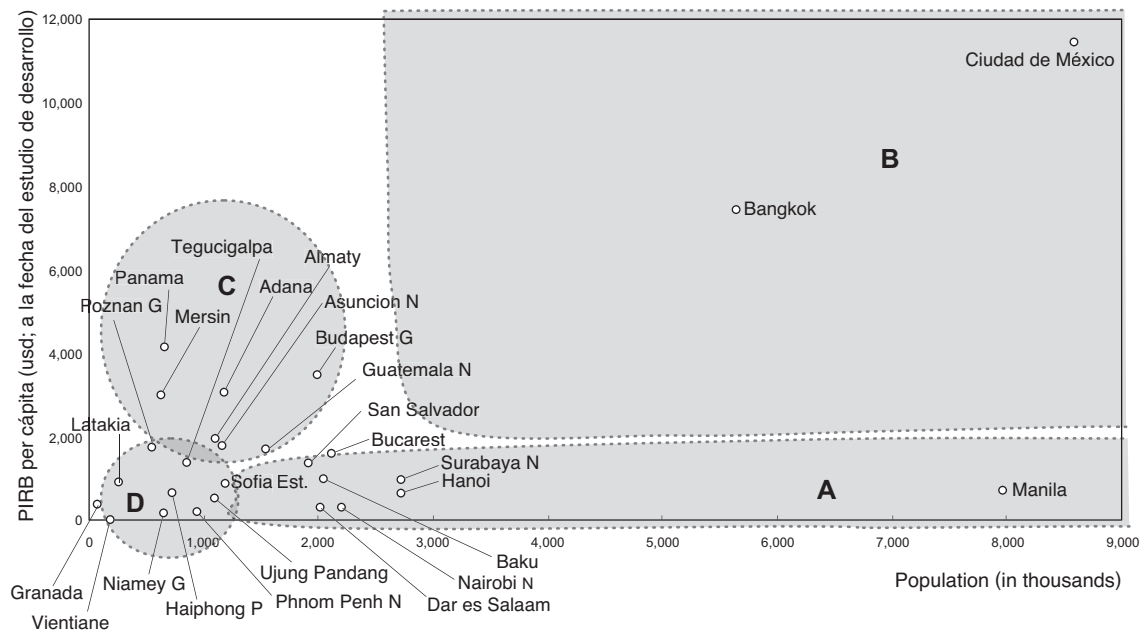 PIRB per cápita (usd; a la fecha del estudio de desarrollo)
12,000
10,000
8,000
6,000
4,000
2,000
0
Ciudad de México
B
Bangkok
Tegucigalpa
Almaty
Panama
C
Adana
Poznan G
Mersin
Asuncion N
Budapest G
Guatemala N
San Salvador
Latakia
Bucarest
Surabaya N
Sofia Est.
Hanoi
D
A
Manila
0
1,000
2,000
3,000
4,000
5,000
6,000
7,000
8,000
9,000
Baku
Ujung Pandang
Niamey G
Nairobi N
Granada
Phnom Penh N
Dar es Salaam
Haiphong P
Vientiane
Population (in thousands)